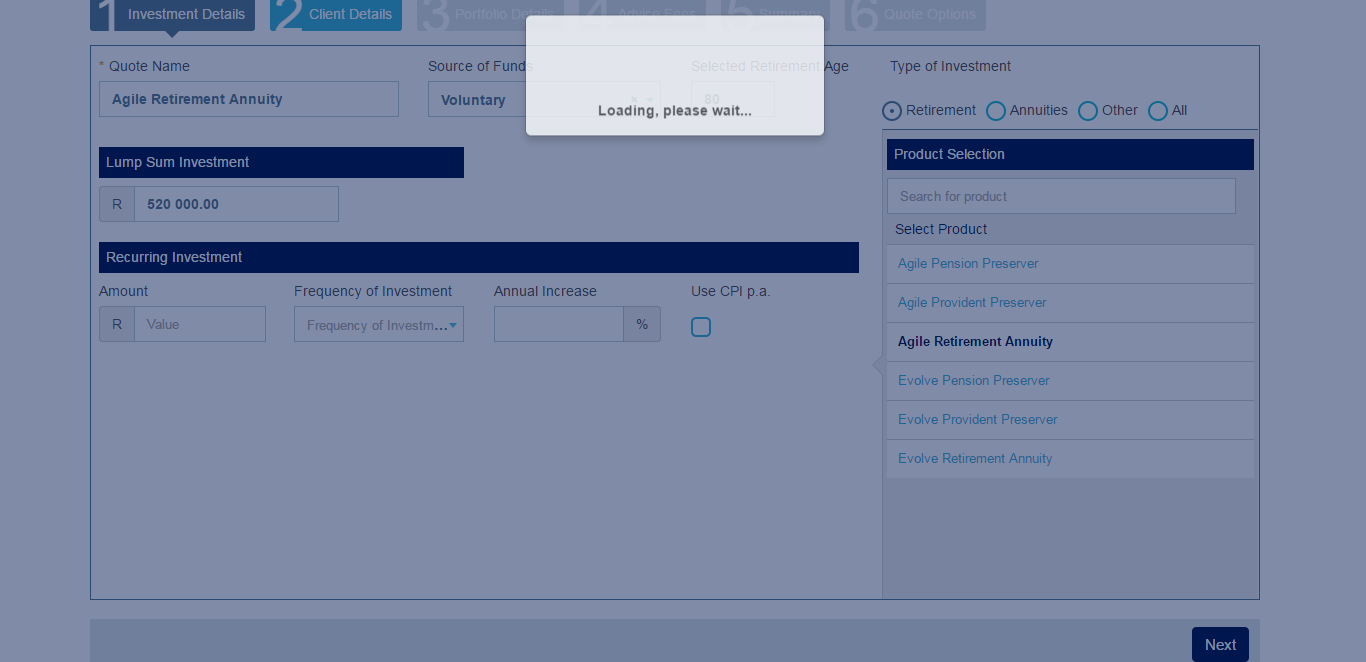 1 Investment Details 2 Client Details 3 Portfolio Details 4 Advice Fees 5 Summary 6 Quote Options
* Quote Name Source of Funds Selected Retirement Age Type of Investment
Agile Retirement Annuity Voluntary × 80
Loading, please wait...
Retirement Annuities Other All
Lump Sum Investment
Product Selection
R 520 000.00
Search for product
Select Product
Recurring Investment
Agile Pension Preserver
Amount Frequency of Investment Annual Increase Use CPI p.a.
Agile Provident Preserver
R Value Frequency of Investm... %
Agile Retirement Annuity
Evolve Pension Preserver
Evolve Provident Preserver
Evolve Retirement Annuity
Next